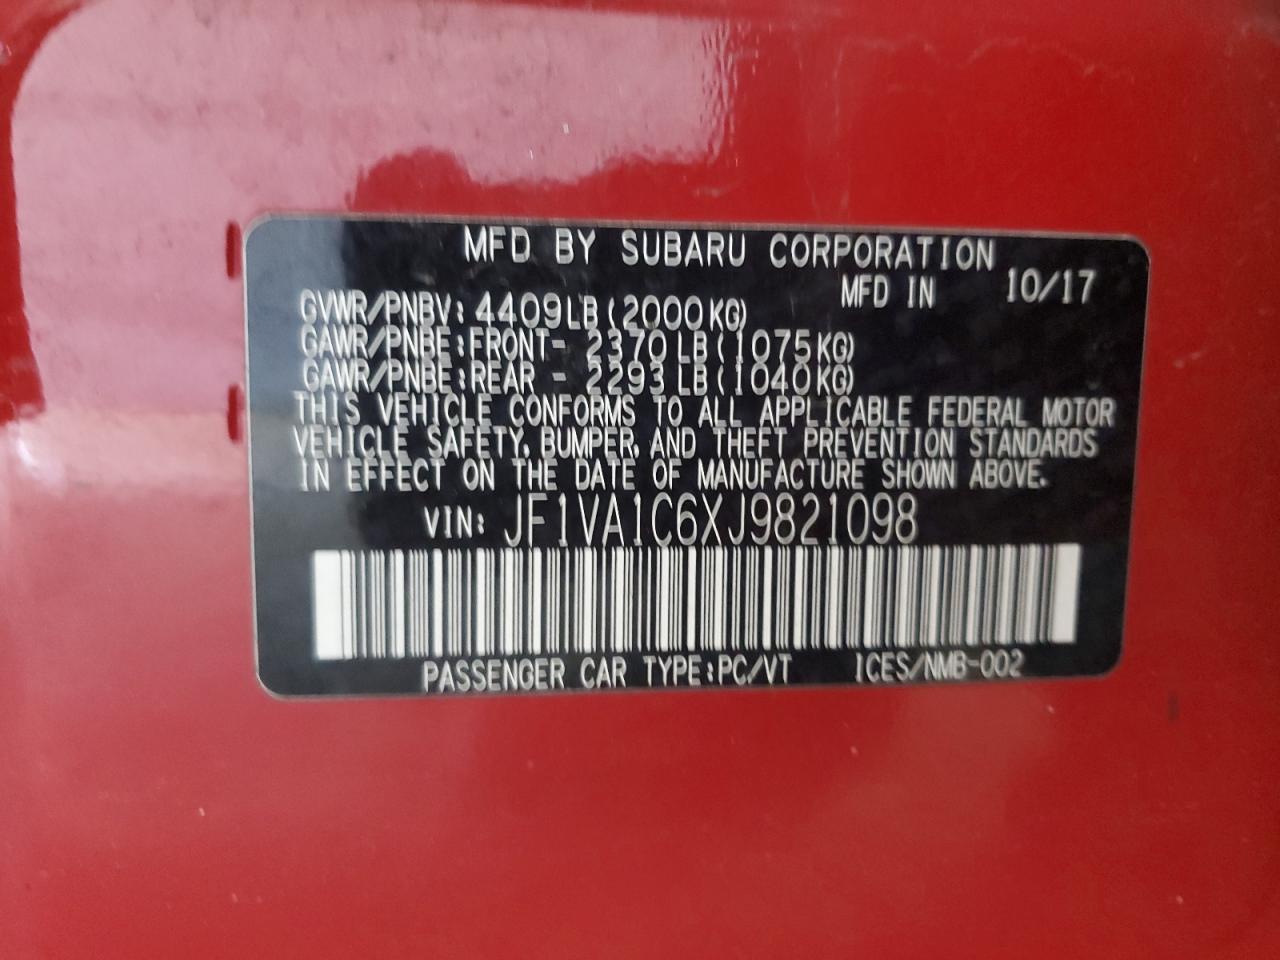 MFD BY SUBARU CORPORATION
MFD IN 10/17
GVWR/PNBV: 4409LB(2000KG)
GAWR/PNBE:FRONT- 2370LB(1075KG)
GAWR/PNBE:REAR - 2293LB(1040KG)
THIS VEHICLE CONFORMS TO ALL APPLICABLE FEDERAL MOTOR
VEHICLE SAFETY, BUMPER, AND THEFT PREVENTION STANDARDS
IN EFFECT ON THE DATE OF MANUFACTURE SHOWN ABOVE.
VIN: JF1VA1C6XJ9821098
PASSENGER CAR TYPE:PC/VT ICES/NMB-002